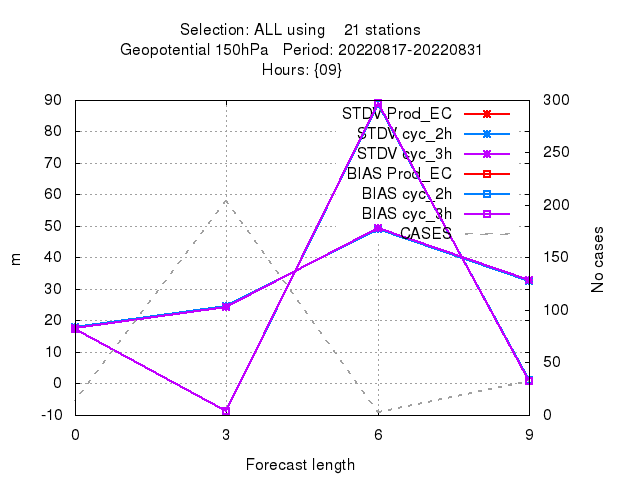 Selection: ALL using    21 stations
Geopotential 150hPa   Period: 20220817-20220831
Hours: {09}
90
80
70
60
50
40
30
20
10
0
-10
m
300
250
200
150
100
50
0
No cases
STDV Prod_EC
STDV cyc_2h
STDV cyc_3h
BIAS Prod_EC
BIAS cyc_2h
BIAS cyc_3h
CASES
0 3 6 9
Forecast length